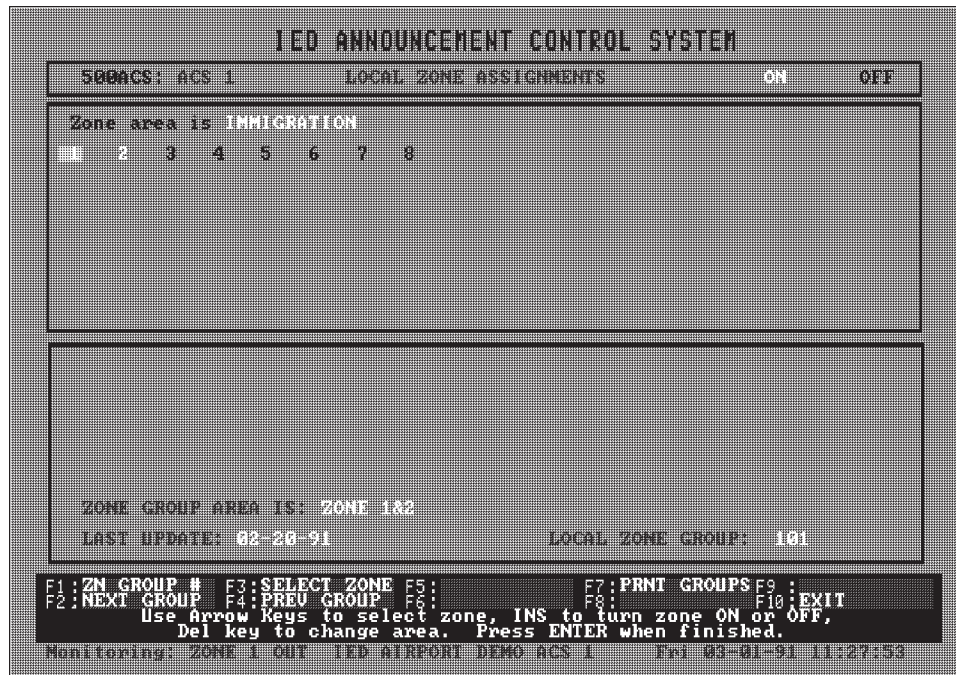 IED ANNOUNCEMENT CONTROL SYSTEM
500ACS: ACS 1 LOCAL ZONE ASSIGNMENTS ON OFF
Zone area is IMMIGRATION
1 2 3 4 5 6 7 8
ZONE GROUP AREA IS: ZONE 1&2
LAST UPDATE: 02-20-91 LOCAL ZONE GROUP: 101
F1: ZN GROUP # F3: SELECT ZONE F5: F7: PRNT GROUPS F9 :
F2: NEXT GROUP F4: PREV GROUP F6: F8: F10: EXIT
Use Arrow Keys to select zone, INS to turn zone ON or OFF,
Del key to change area. Press ENTER when finished.
Monitoring: ZONE 1 OUT IED AIRPORT DEMO ACS 1 Fri 03-01-91 11:27:53